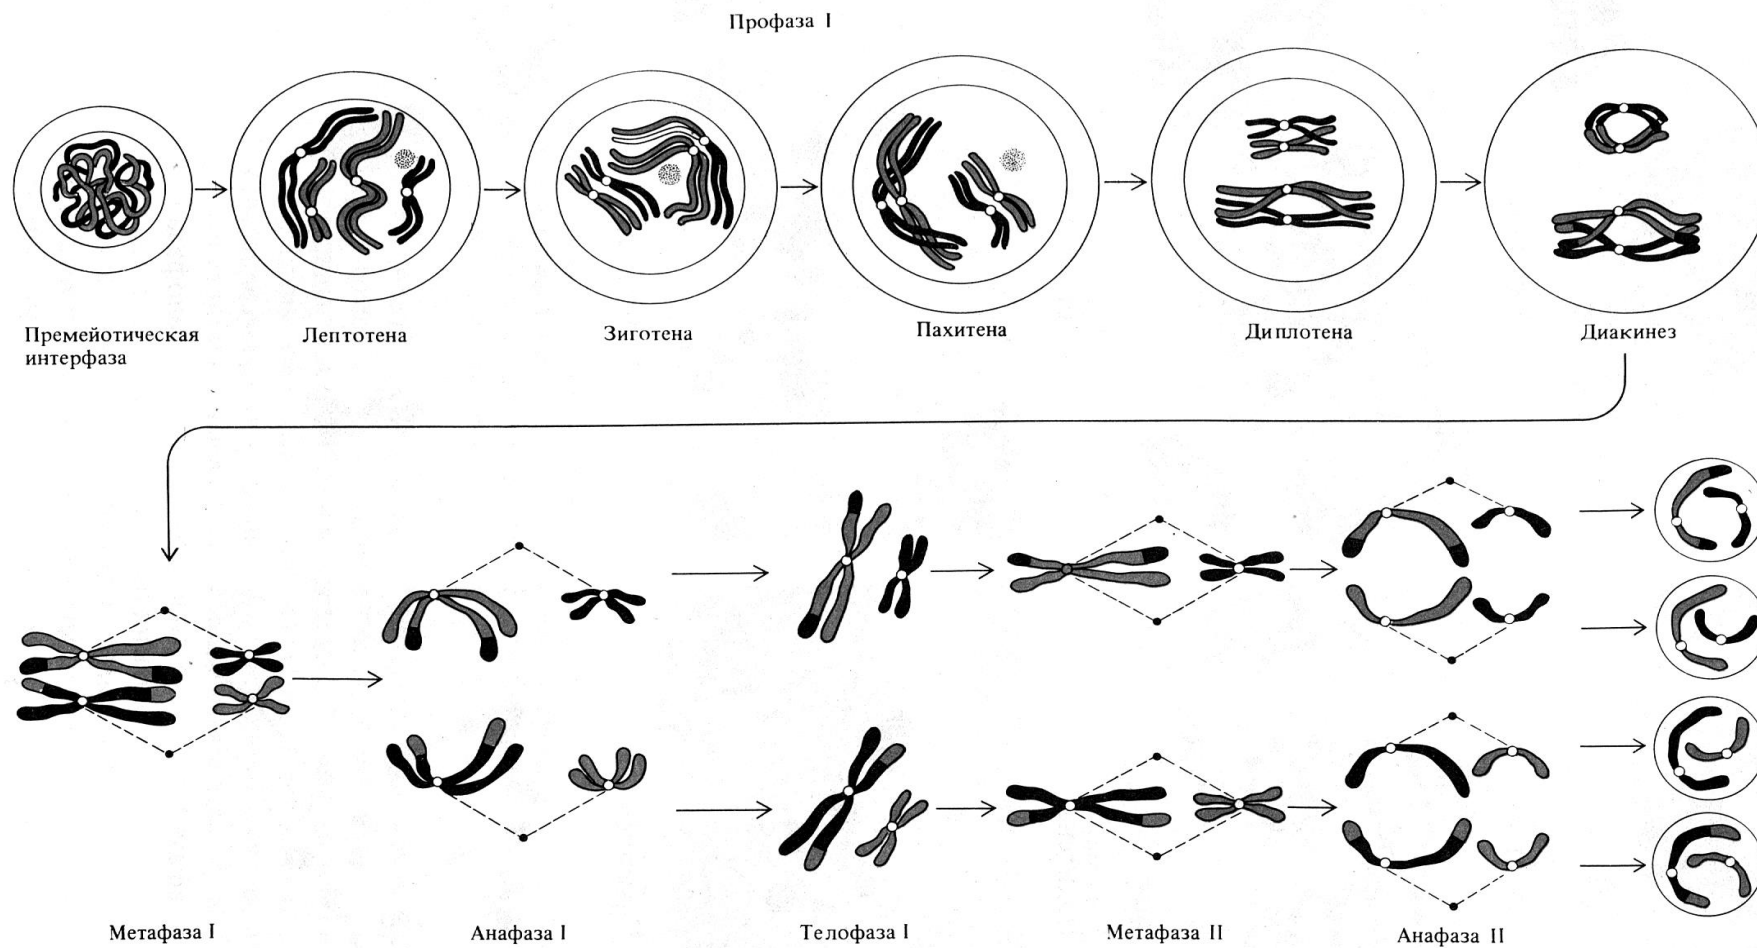 Профаза I
Премейотическая
интерфаза
Лептотена
Зиготена
Пахитена
Диплотена
Диакинез
Метафаза I
Анафаза I
Телофаза I
Метафаза II
Анафаза II